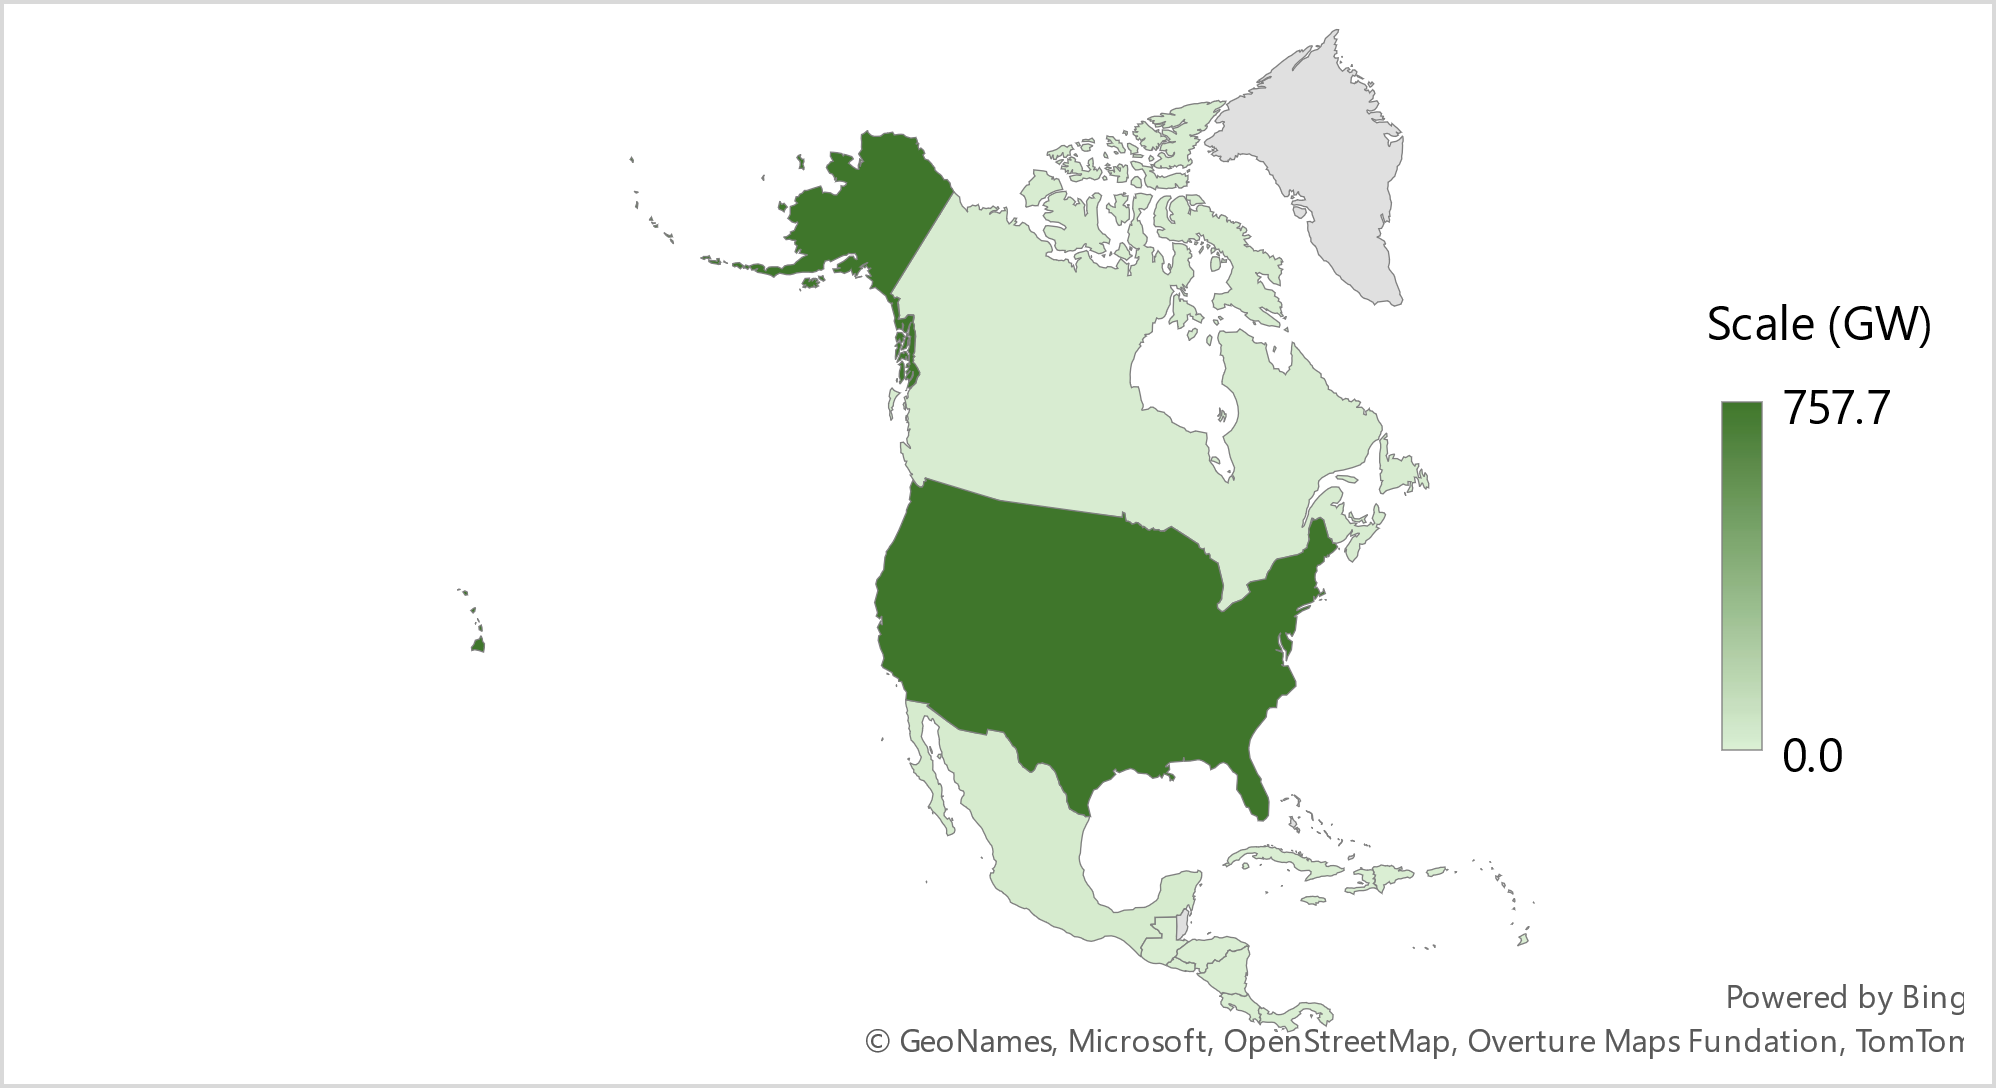 Scale (GW)
757.7
0.0
Powered by Bing
© GeoNames, Microsoft, OpenStreetMap, Overture Maps Fundation, TomTom